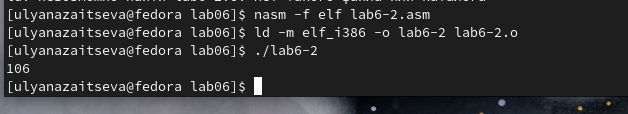 [ulyanazaitseva@fedora lab06]$ nasm -f elf lab6-2.asm
[ulyanazaitseva@fedora lab06]$ ld -m elf_i386 -o lab6-2 lab6-2.o
[ulyanazaitseva@fedora lab06]$ ./lab6-2
106
[ulyanazaitseva@fedora lab06]$